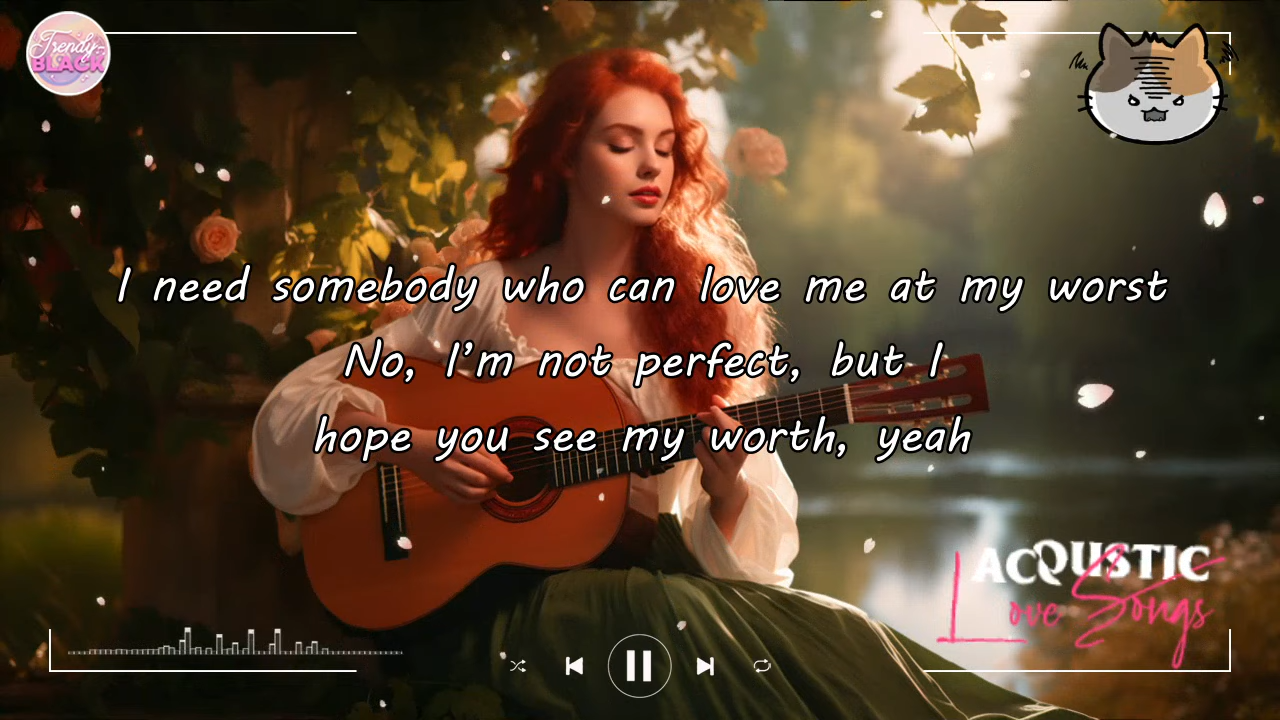 Trendy
BLACK
I need somebody who can love me at my worst
No, I'm not perfect, but I
hope you see my worth, yeah
ACOUSTIC
Love Songs